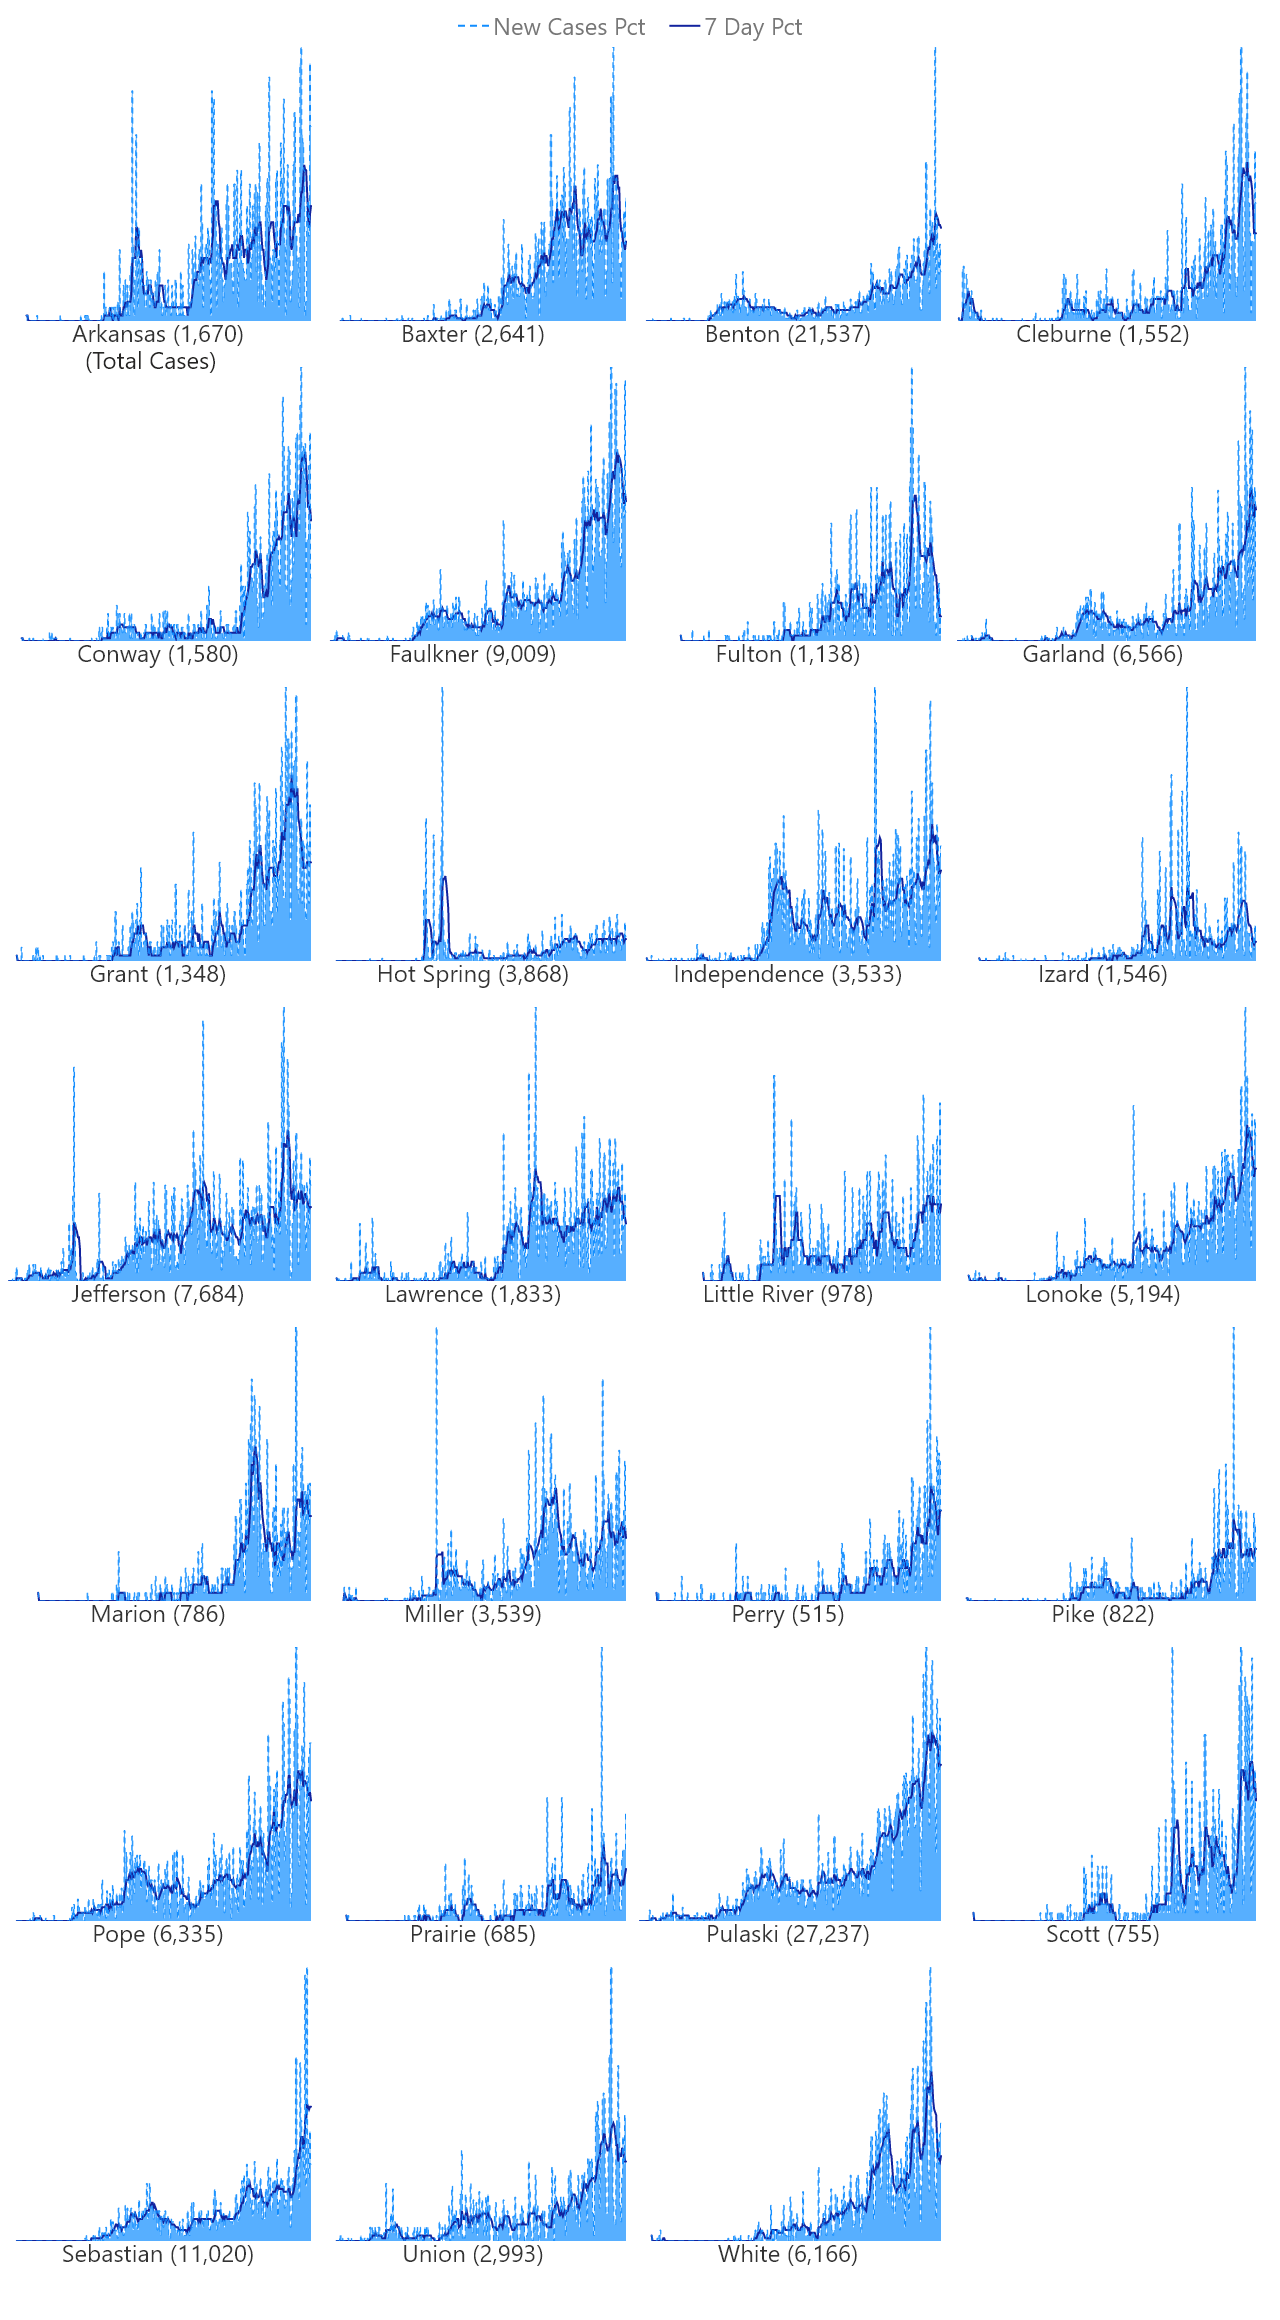 New Cases Pct 7 Day Pct
Arkansas (1,670) Baxter (2,641) Benton (21,537) Cleburne (1,552)
(Total Cases)
Conway (1,580) Faulkner (9,009) Fulton (1,138) Garland (6,566)
Grant (1,348) Hot Spring (3,868) Independence (3,533) Izard (1,546)
Jefferson (7,684) Lawrence (1,833) Little River (978) Lonoke (5,194)
Marion (786) Miller (3,539) Perry (515) Pike (822)
Pope (6,335) Prairie (685) Pulaski (27,237) Scott (755)
Sebastian (11,020) Union (2,993) White (6,166)